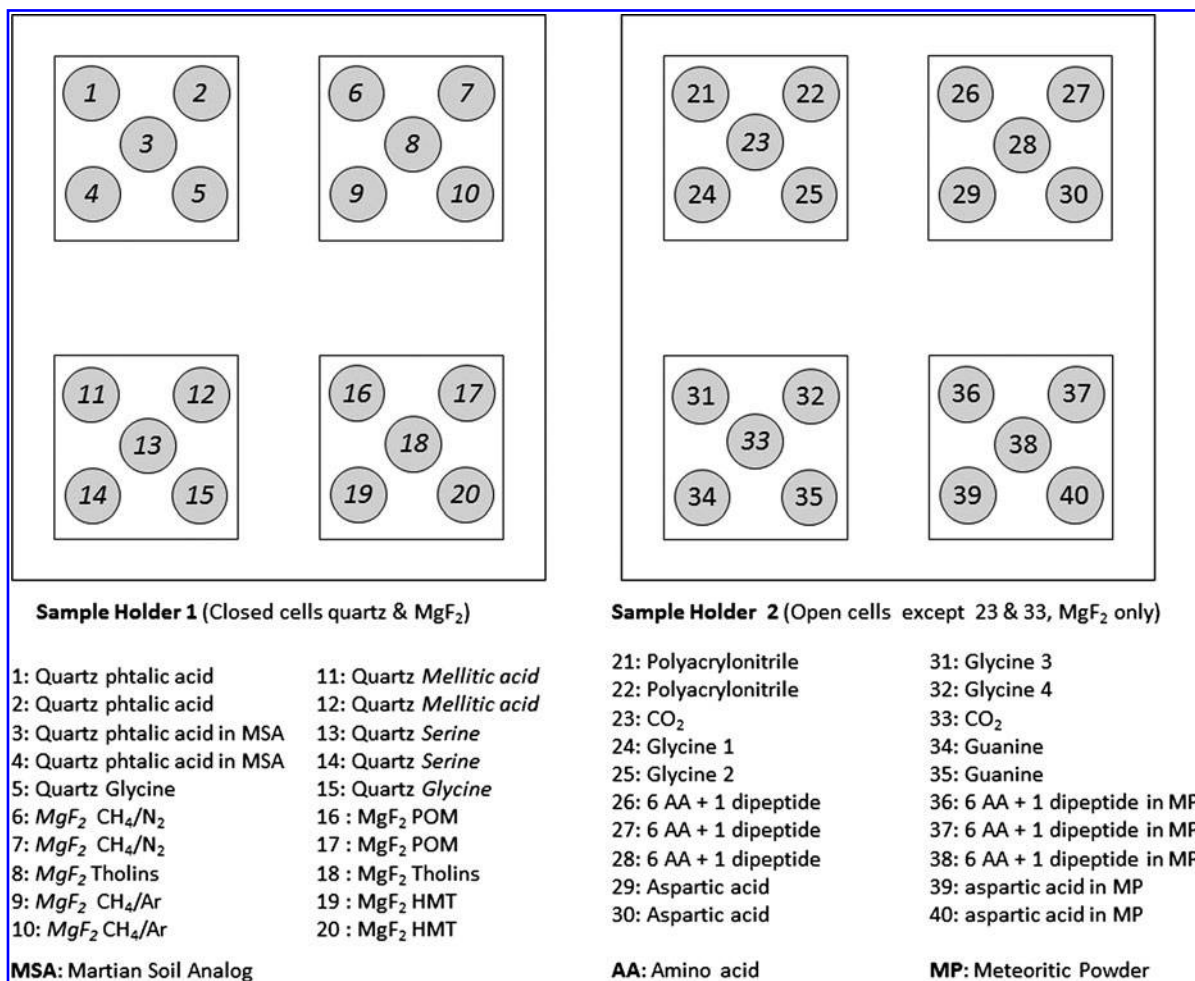 1 2
3
4 5
6 7
8
9 10
11 12
13
14 15
16 17
18
19 20
Sample Holder 1 (Closed cells quartz & MgF2)
1: Quartz phtalic acid
2: Quartz phtalic acid
3: Quartz phtalic acid in MSA
4: Quartz phtalic acid in MSA
5: Quartz Glycine
6: MgF2 CH4/N2
7: MgF2 CH4/N2
8: MgF2 Tholins
9: MgF2 CH4/Ar
10: MgF2 CH4/Ar
11: Quartz Mellitic acid
12: Quartz Mellitic acid
13: Quartz Serine
14: Quartz Serine
15: Quartz Glycine
16 : MgF2 POM
17 : MgF2 POM
18 : MgF2 Tholins
19 : MgF2 HMT
20 : MgF2 HMT
MSA: Martian Soil Analog
21 22
23
24 25
26 27
28
29 30
31 32
33
34 35
36 37
38
39 40
Sample Holder 2 (Open cells except 23 & 33, MgF2 only)
21: Polyacrylonitrile
22: Polyacrylonitrile
23: CO2
24: Glycine 1
25: Glycine 2
26: 6 AA + 1 dipeptide
27: 6 AA + 1 dipeptide
28: 6 AA + 1 dipeptide
29: Aspartic acid
30: Aspartic acid
31: Glycine 3
32: Glycine 4
33: CO2
34: Guanine
35: Guanine
36: 6 AA + 1 dipeptide in MP
37: 6 AA + 1 dipeptide in MP
38: 6 AA + 1 dipeptide in MP
39: aspartic acid in MP
40: aspartic acid in MP
AA: Amino acid
MP: Meteoritic Powder